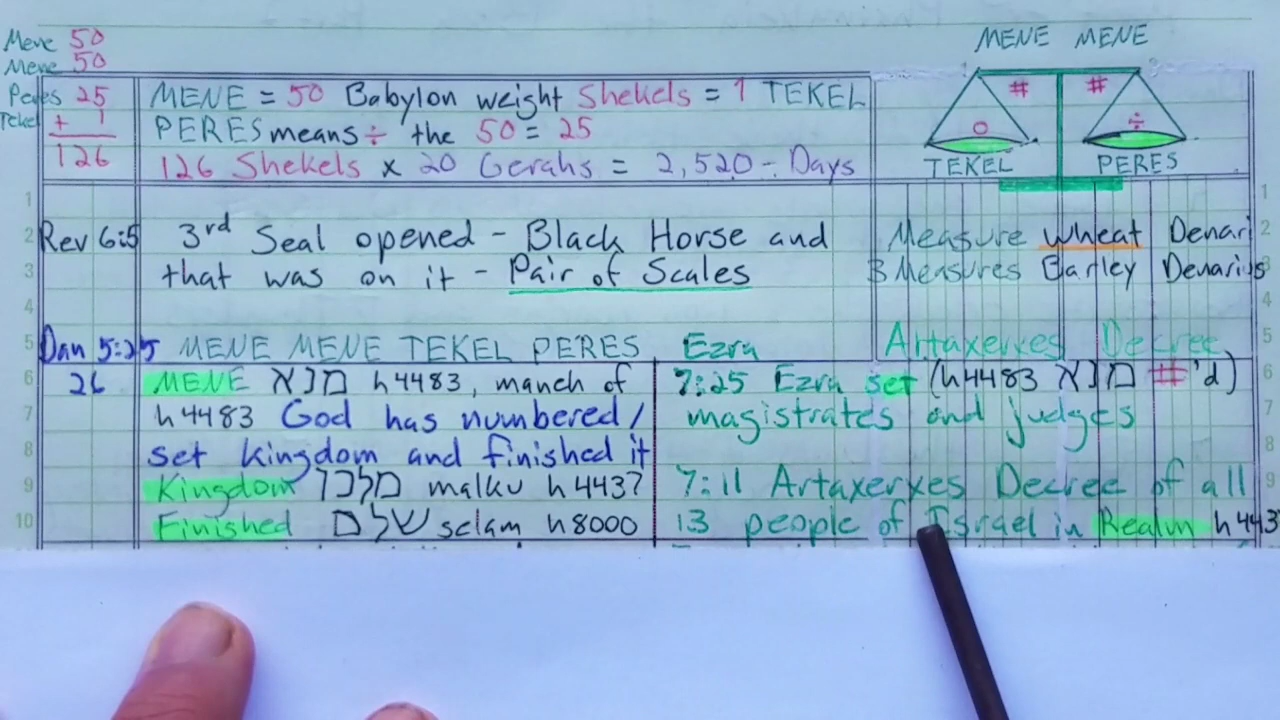 Mene 50
Mene 50
Peres 25
Tekel + 1
126
MENE = 50 Babylon weight Shekels = 1 TEKEL
PERES means ÷ the 50 = 25
126 Shekels x 20 Gerahs = 2,520 - Days
MENE MENE
# #
0 ÷
TEKEL PERES
1 1
2 Rev 6:5 3rd Seal opened - Black Horse and Measure wheat Denari 2
3 that was on it - Pair of Scales 3 Measures Barley Denarius 3
4 4
5 Dan 5:25 MENE MENE TEKEL PERES Ezra Artaxerxes Decree 5
6 26 MENE מנא h4483, maneh of 7:25 Ezra set (h4483 מנא #'d) 6
7 h4483 God has numbered / magistrates and judges 7
8 set kingdom and finished it 8
9 Kingdom מלכו malku h4437 7:11 Artaxerxes Decree of all 9
10 Finished שלם selam h8000 13 people of Israel in Realm h443